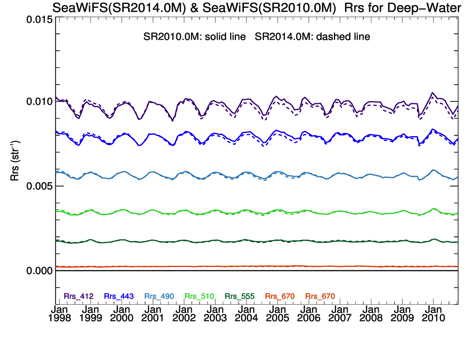 SeaWiFS(SR2014.0M) & SeaWiFS(SR2010.0M) Rrs for Deep-Water
SR2010.0M: solid line SR2014.0M: dashed line
0.015
0.010
0.005
0.000
Rrs (str⁻¹)
Rrs_412 Rrs_443 Rrs_490 Rrs_510 Rrs_555 Rrs_670 Rrs_670
Jan Jan Jan Jan Jan Jan Jan Jan Jan Jan Jan Jan Jan
1998 1999 2000 2001 2002 2003 2004 2005 2006 2007 2008 2009 2010